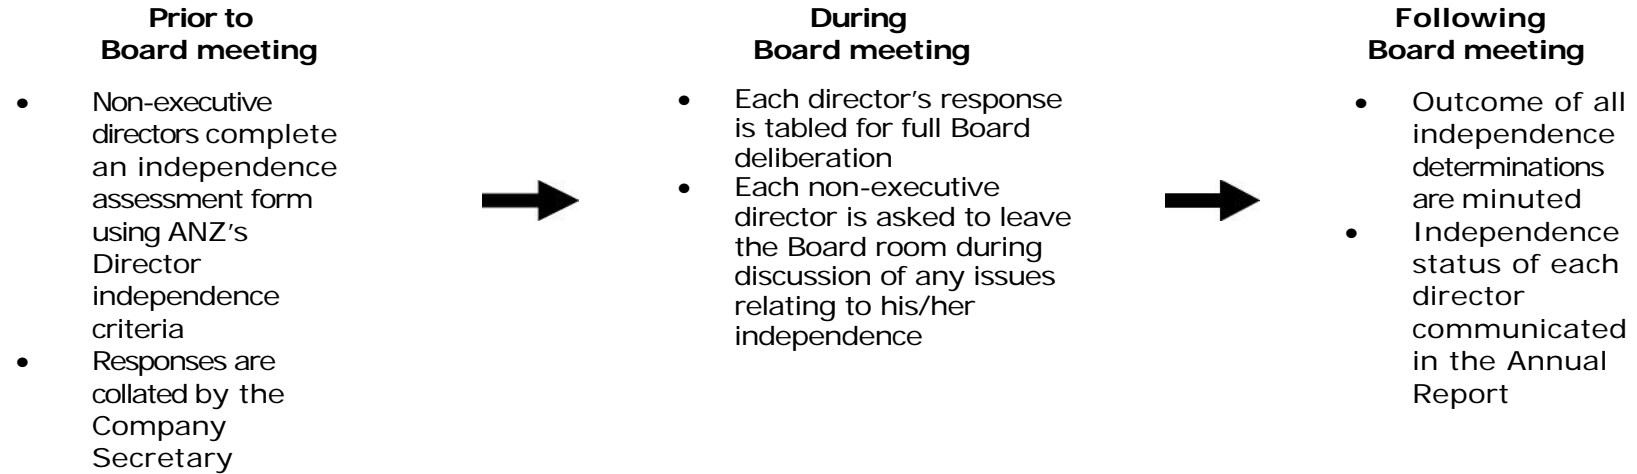 Prior to
Board meeting
• Non-executive
directors complete
an independence
assessment form
using ANZ's
Director
independence
criteria
• Responses are
collated by the
Company
Secretary
During
Board meeting
• Each director's response
is tabled for full Board
deliberation
• Each non-executive
director is asked to leave
the Board room during
discussion of any issues
relating to his/her
independence
Following
Board meeting
• Outcome of all
independence
determinations
are minuted
• Independence
status of each
director
communicated
in the Annual
Report